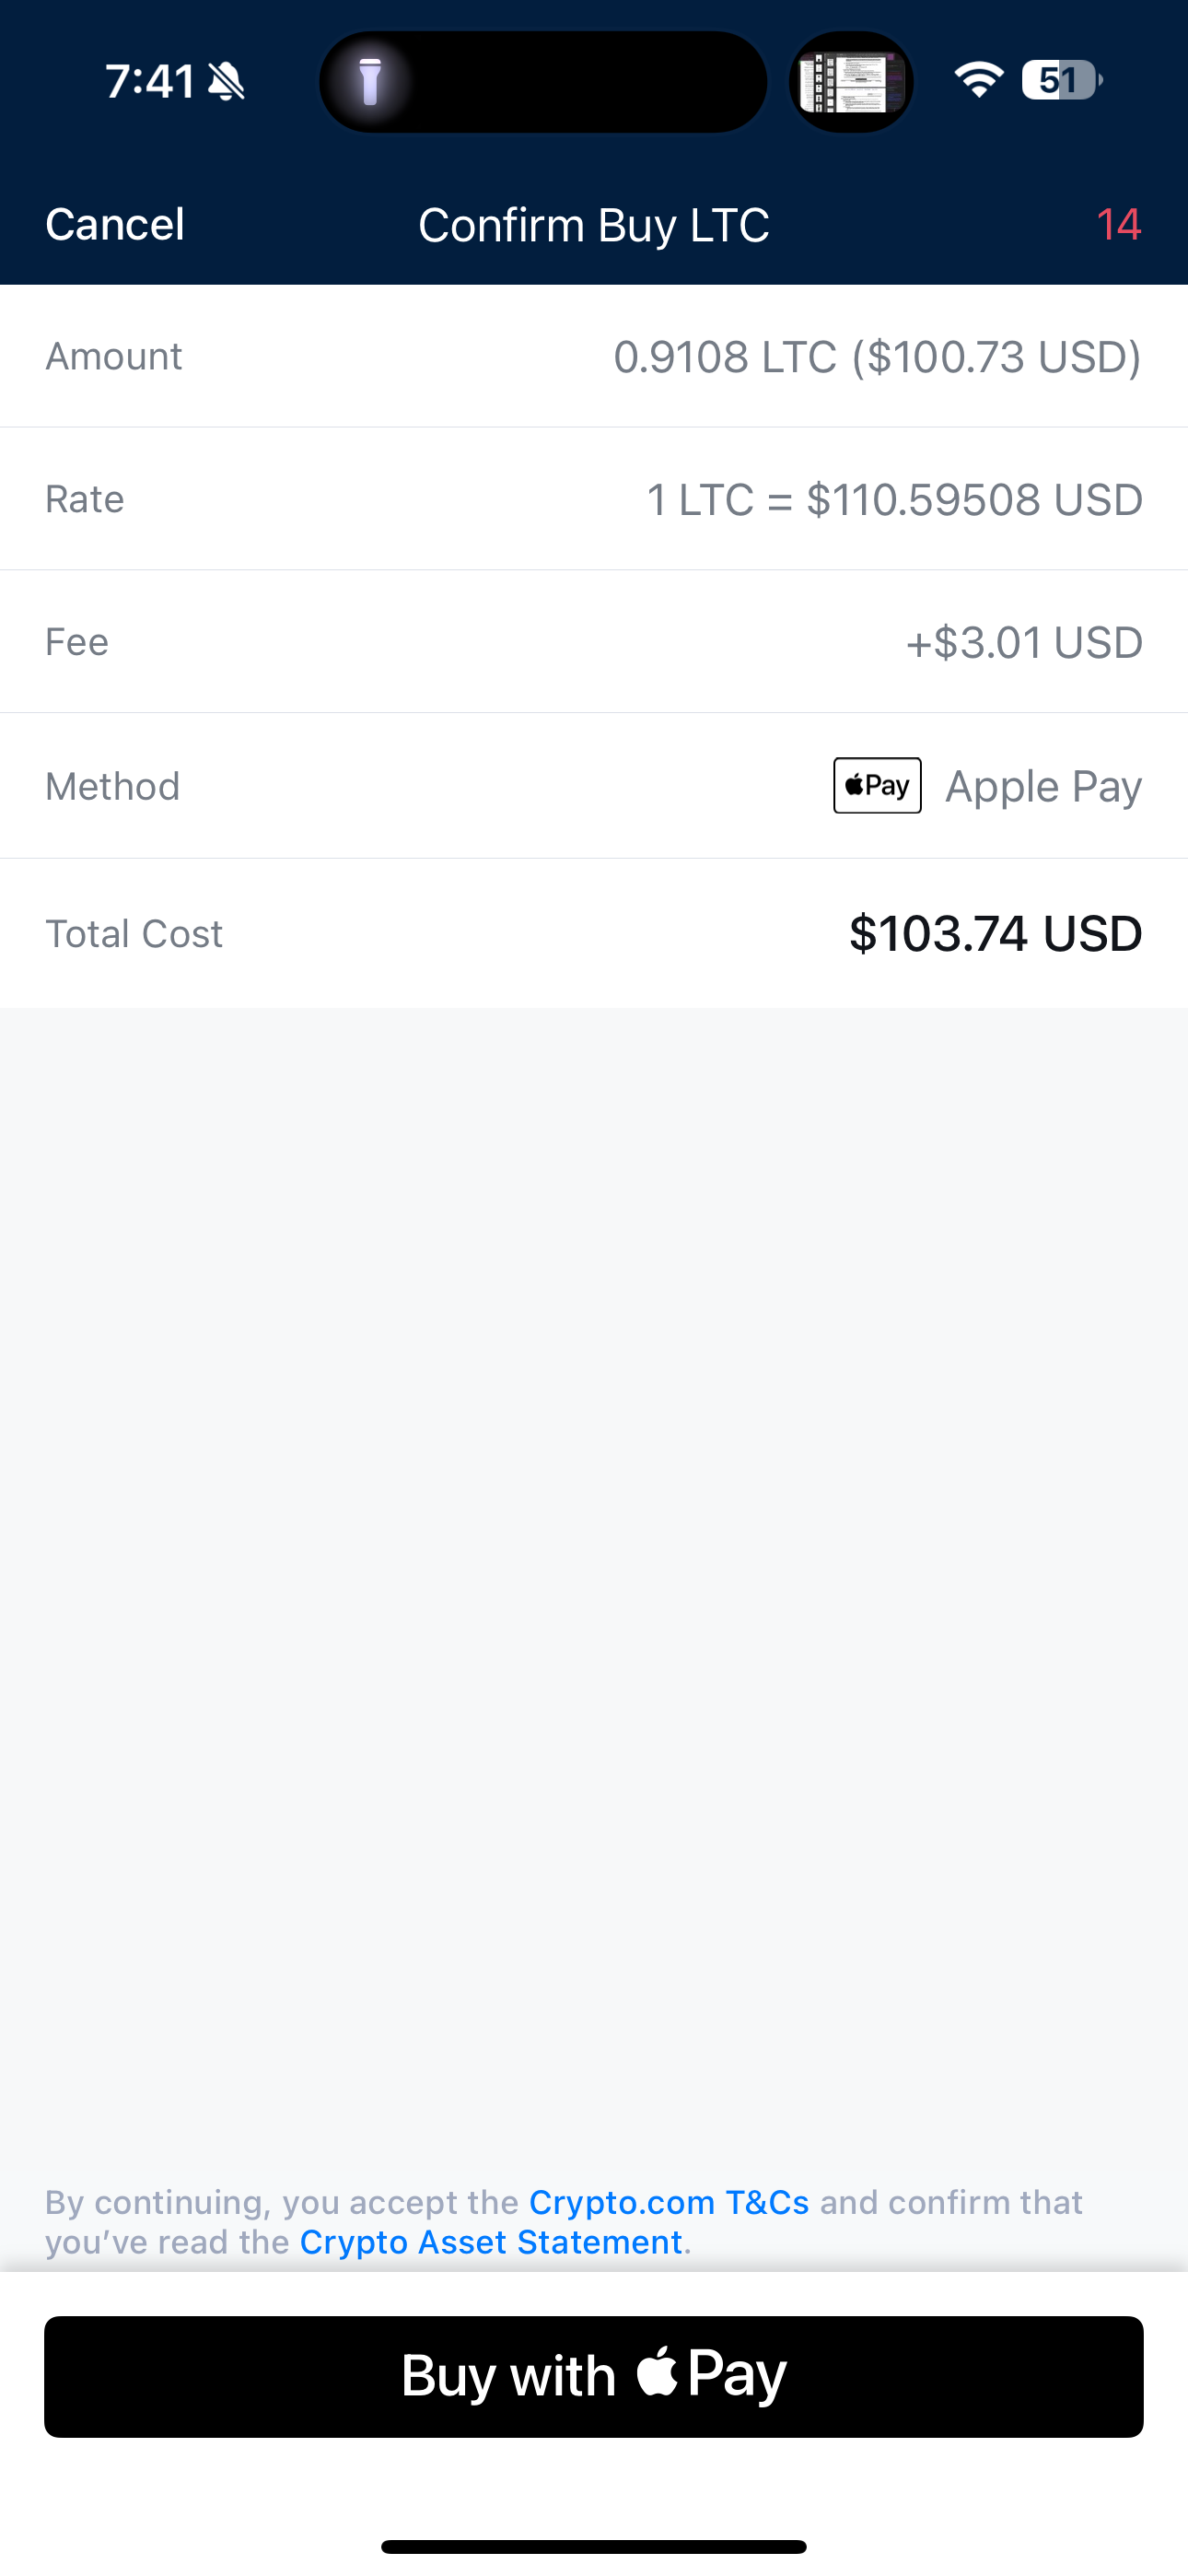 7:41
51
Cancel
Confirm Buy LTC
14
Amount
0.9108 LTC ($100.73 USD)
Rate
1 LTC = $110.59508 USD
Fee
+$3.01 USD
Method
Pay Apple Pay
Total Cost
$103.74 USD
By continuing, you accept the Crypto.com T&Cs and confirm that
you’ve read the Crypto Asset Statement.
Buy with Pay